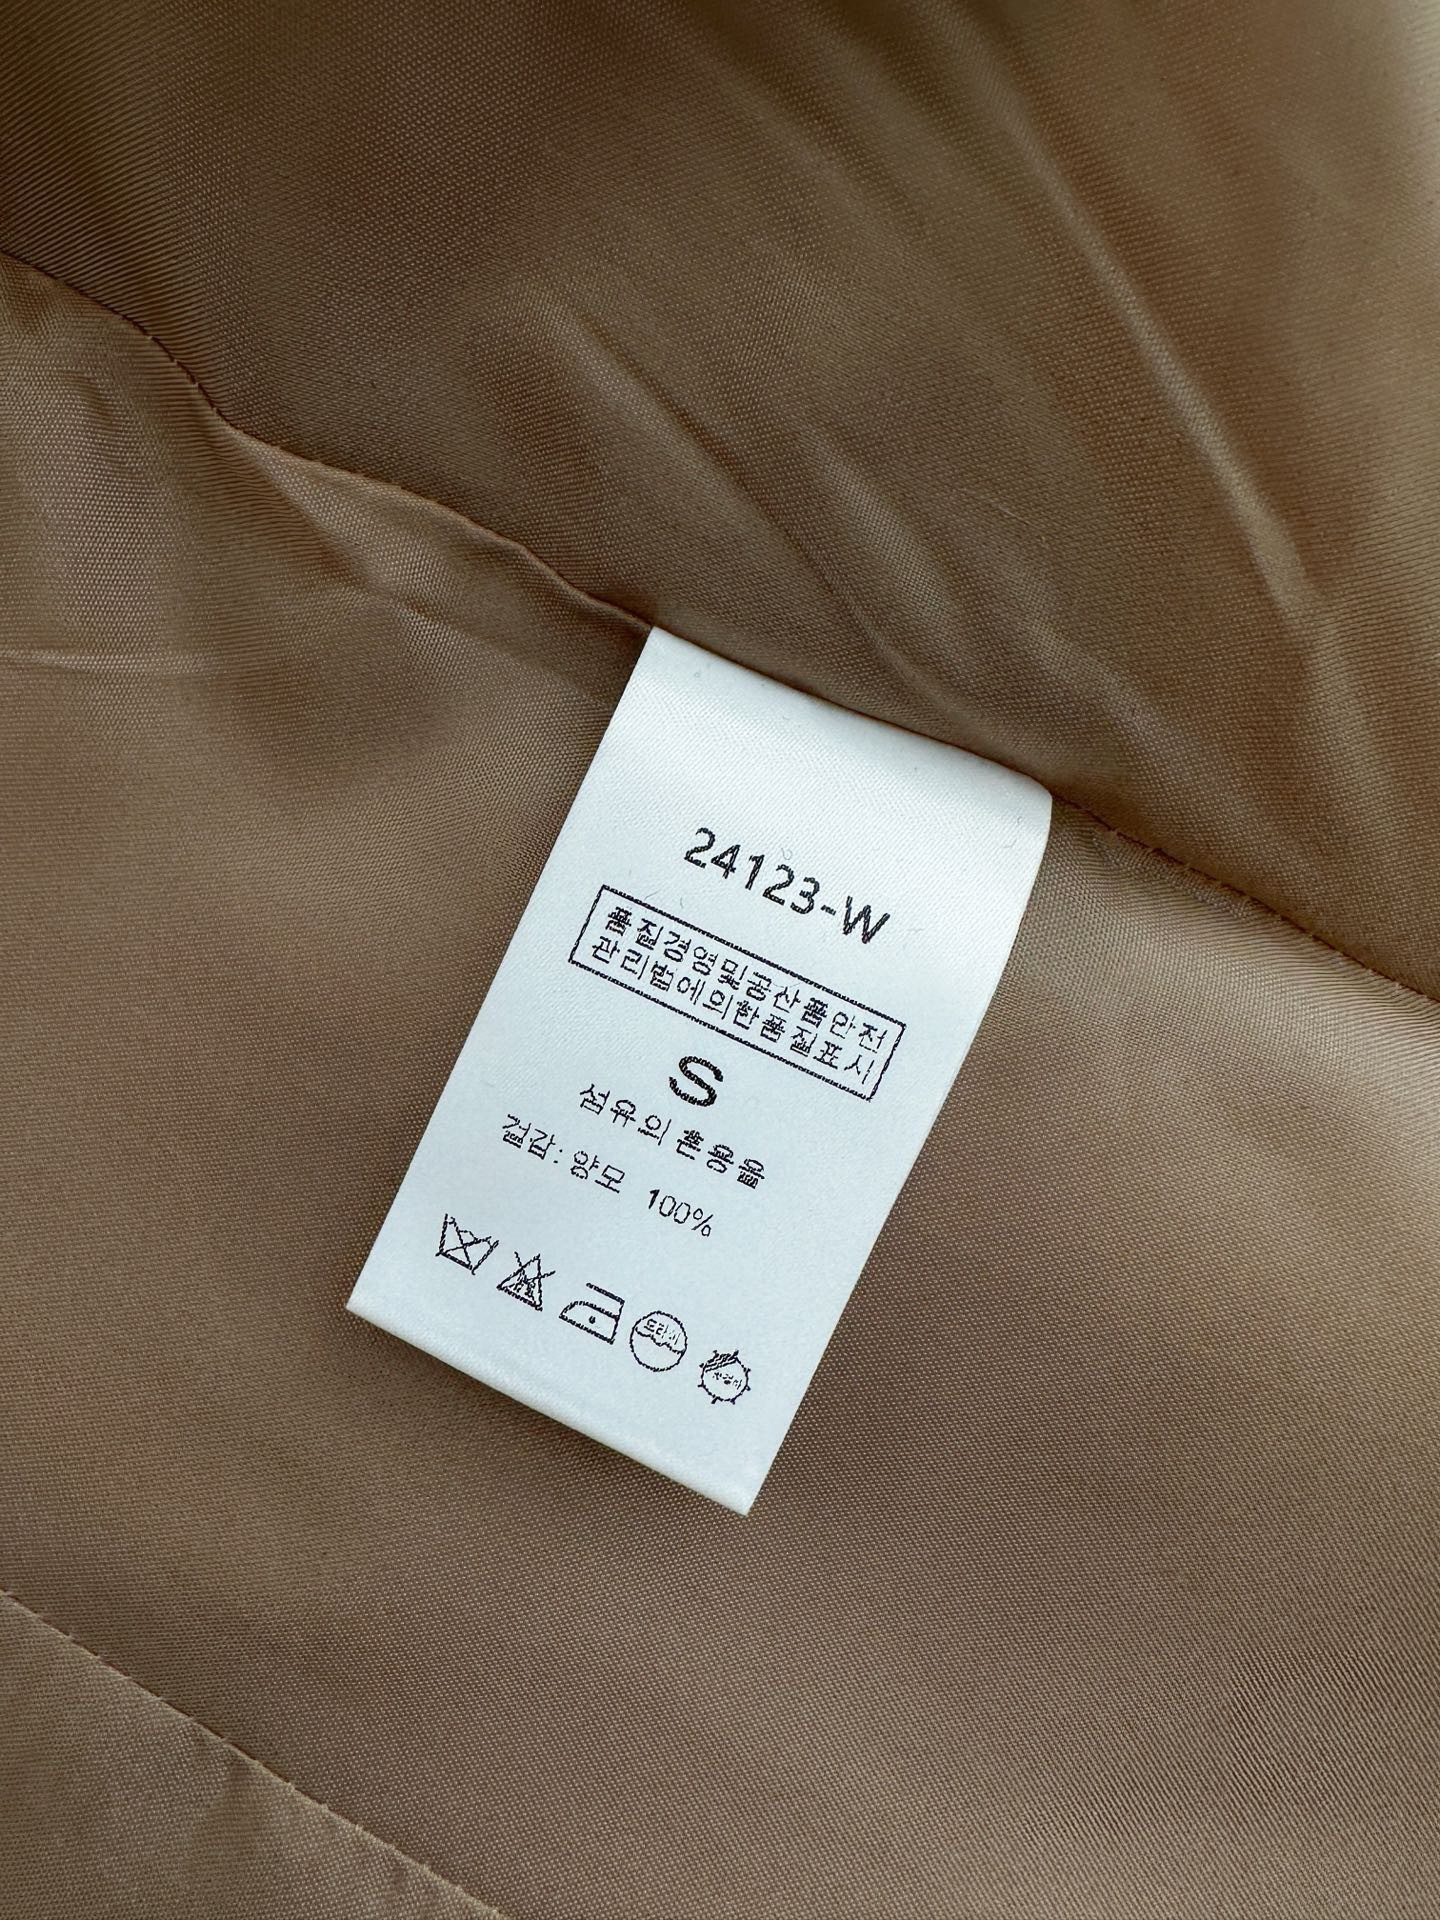 24123-W
품질경영및공산품안전
관리법에의한품질표시
S
섬유의 혼용율
겉감: 양모 100%
드라이